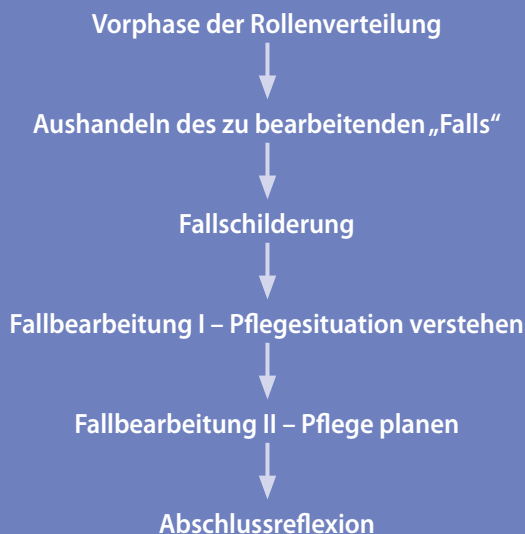 Vorphase der Rollenverteilung
Aushandeln des zu bearbeitenden „Falls“
Fallschilderung
Fallbearbeitung I – Pflegesituation verstehen
Fallbearbeitung II – Pflege planen
Abschlussreflexion